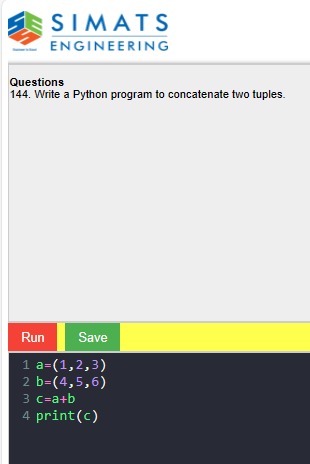 SIMATS
ENGINEERING
Questions
144. Write a Python program to concatenate two tuples.
Run Save
1 a=(1,2,3)
2 b=(4,5,6)
3 c=a+b
4 print(c)